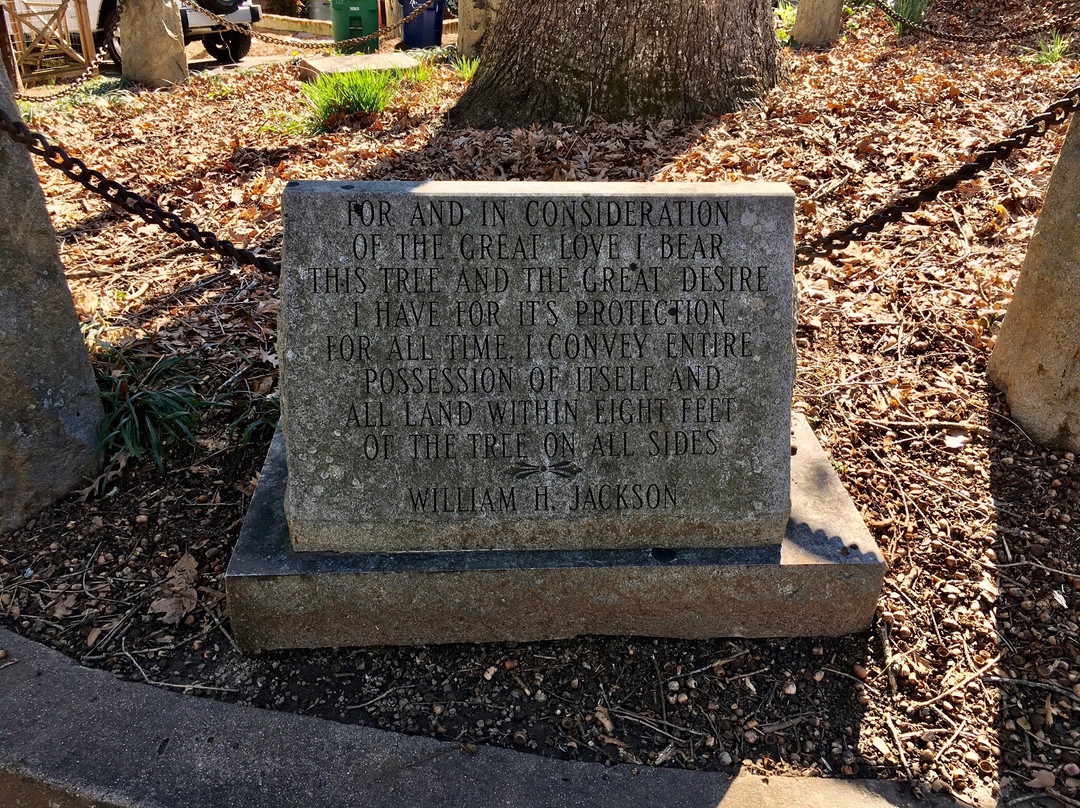 FOR AND IN CONSIDERATION
OF THE GREAT LOVE I BEAR
THIS TREE AND THE GREAT DESIRE
I HAVE FOR IT'S PROTECTION
FOR ALL TIME, I CONVEY ENTIRE
POSSESSION OF ITSELF AND
ALL LAND WITHIN EIGHT FEET
OF THE TREE ON ALL SIDES
WILLIAM H. JACKSON